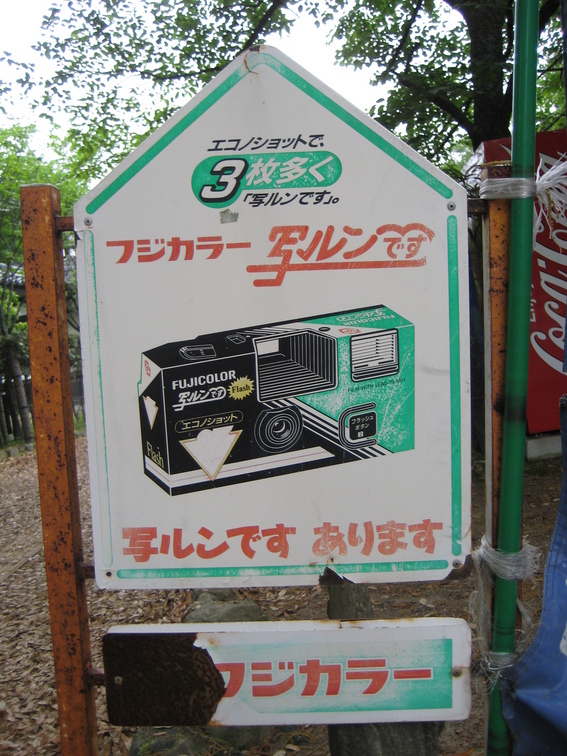 エコノショットで、
3枚多く
「写ルンです」。
フジカラー 写ルンです
FUJICOLOR
写ルンです
Flash
エコノショット
Flash
フラッシュ
ボタン
写ルンです あります
フジカラー
Coca-Cola